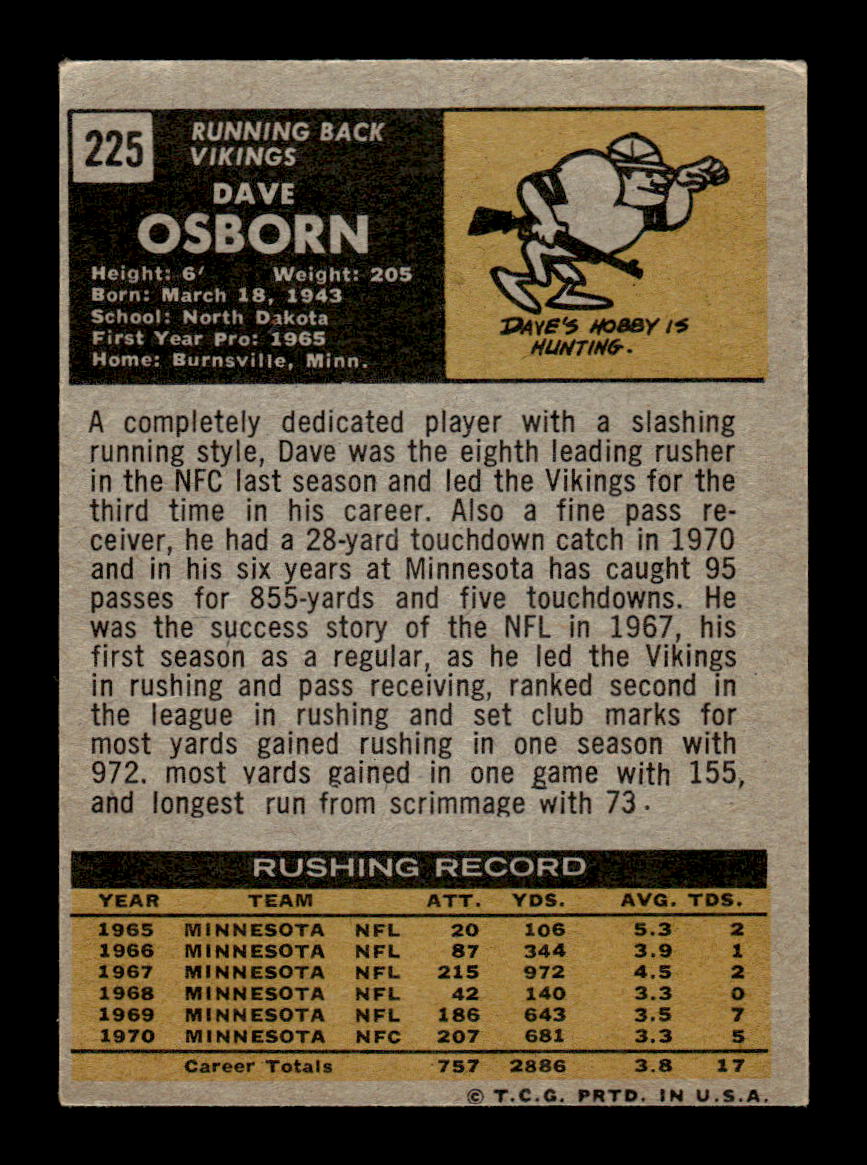 225
RUNNING BACK
VIKINGS
DAVE
OSBORN
Height: 6' Weight: 205
Born: March 18, 1943
School: North Dakota
First Year Pro: 1965
Home: Burnsville, Minn.
DAVE'S HOBBY IS
HUNTING.
A completely dedicated player with a slashing
running style, Dave was the eighth leading rusher
in the NFC last season and led the Vikings for the
third time in his career. Also a fine pass re-
ceiver, he had a 28-yard touchdown catch in 1970
and in his six years at Minnesota has caught 95
passes for 855-yards and five touchdowns. He
was the success story of the NFL in 1967, his
first season as a regular, as he led the Vikings
in rushing and pass receiving, ranked second in
the league in rushing and set club marks for
most yards gained rushing in one season with
972. most yards gained in one game with 155,
and longest run from scrimmage with 73.
RUSHING RECORD
YEAR TEAM ATT. YDS. AVG. TDS.
1965 MINNESOTA NFL 20 106 5.3 2
1966 MINNESOTA NFL 87 344 3.9 1
1967 MINNESOTA NFL 215 972 4.5 2
1968 MINNESOTA NFL 42 140 3.3 0
1969 MINNESOTA NFL 186 643 3.5 7
1970 MINNESOTA NFC 207 681 3.3 5
Career Totals 757 2886 3.8 17
© T.C.G. PRTD. IN U.S.A.